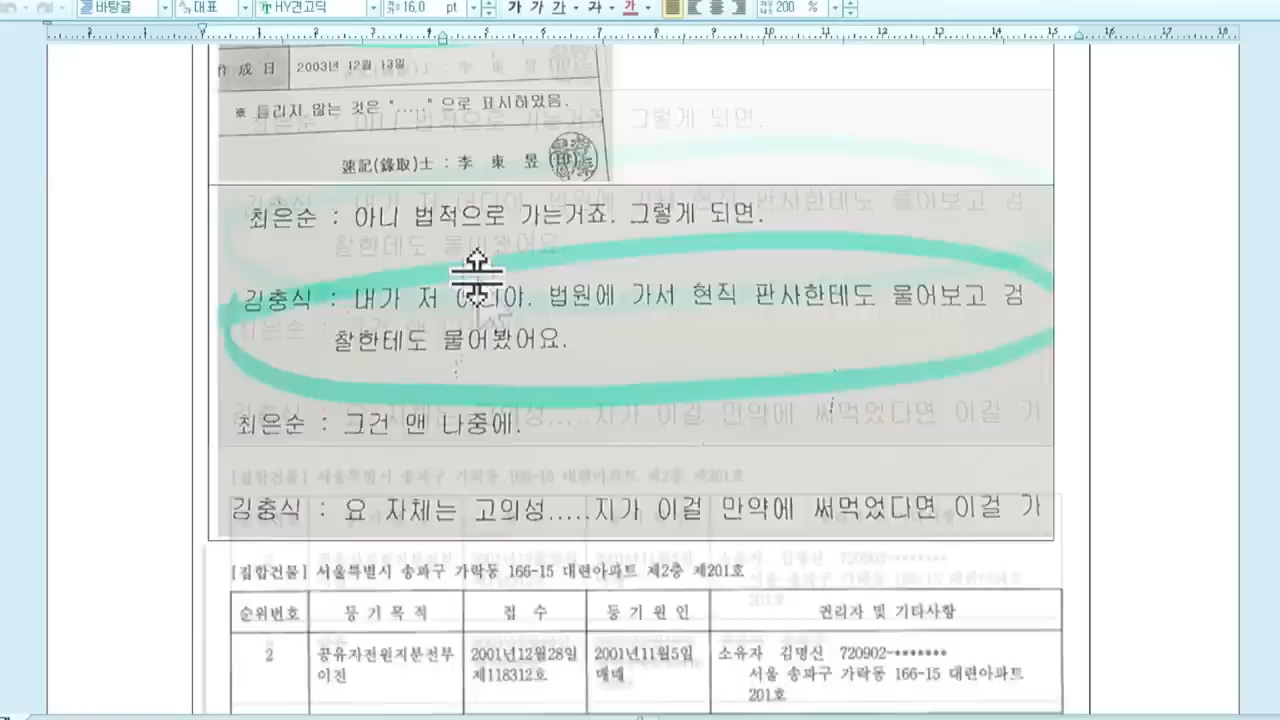 바탕글 대표 HY견고딕 16.0 pt 가 가 가 가 가 200 %
作成日 2003년 12월 13일
※ 들리지 않는 것은 "....." 으로 표시하였음.
速記(錄取)士 : 李 東 昱 (印)
최은순 : 아니 법적으로 가는거죠. 그렇게 되면.
김충식 : 내가 저 법원에 가서 현직 판사한테도 물어보고 검
찰한테도 물어봤어요.
최은순 : 그건 맨 나중에.
김충식 : 요 자체는 고의성.....지가 이걸 만약에 써먹었다면 이걸 가
[집합건물] 서울특별시 송파구 가락동 166-15 대련아파트 제2층 제201호
순위번호 등 기 목 적 접 수 등 기 원 인 권리자 및 기타사항
2 공유자전원지분전부 2001년12월28일 2001년11월5일 소유자 김명신 720902-*******
이전 제118312호 매매 서울 송파구 가락동 166-15 대련아파트
201호